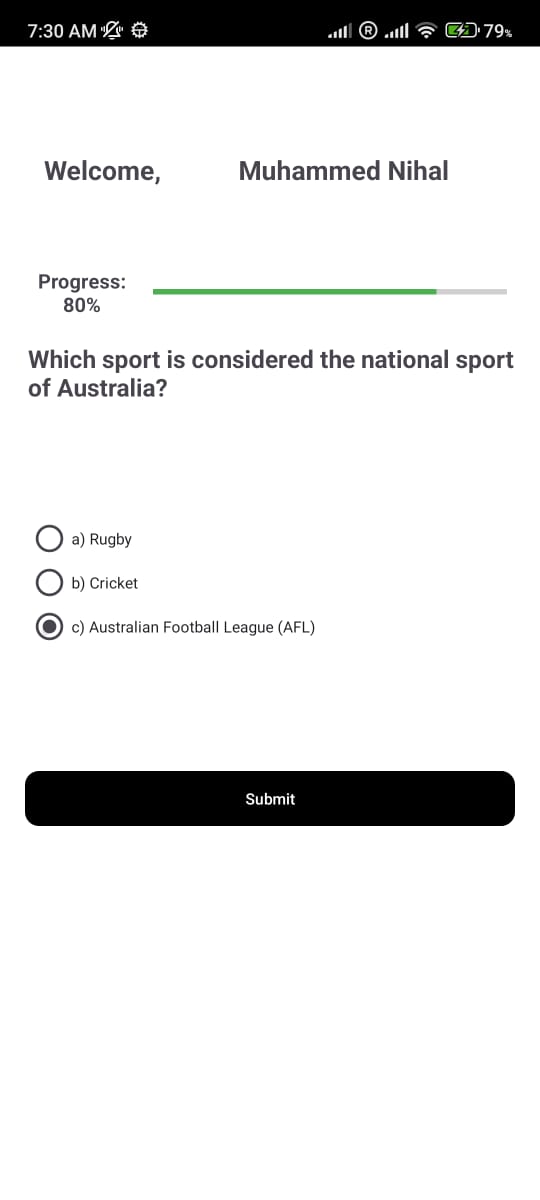 7:30 AM
R
79%
Welcome, Muhammed Nihal
Progress:
80%
Which sport is considered the national sport
of Australia?
a) Rugby
b) Cricket
c) Australian Football League (AFL)
Submit